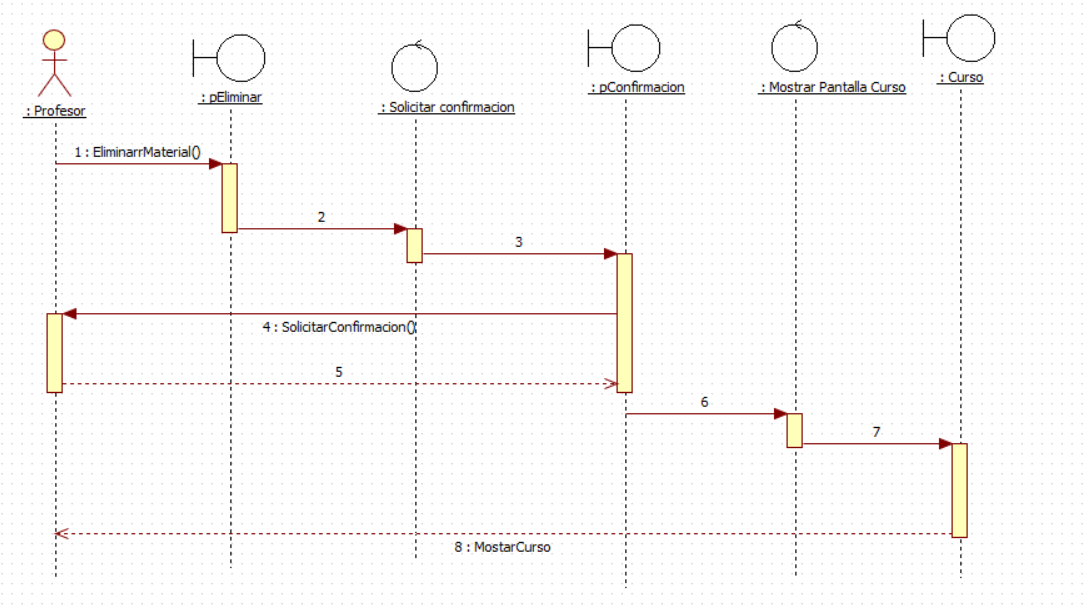 : Profesor
: pEliminar
: Solicitar confirmacion
: pConfirmacion
: Mostrar Pantalla Curso
: Curso
1 : EliminarrMaterial()
2
3
4 : SolicitarConfirmacion()
5
6
7
8 : MostarCurso